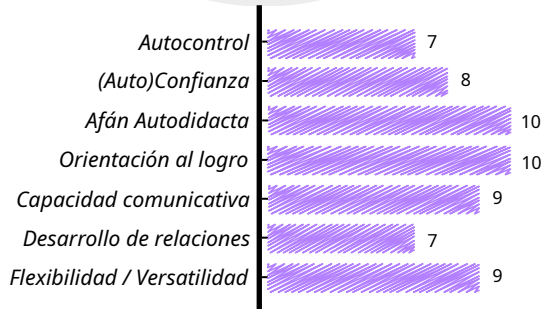 Autocontrol 7
(Auto)Confianza 8
Afán Autodidacta 10
Orientación al logro 10
Capacidad comunicativa 9
Desarrollo de relaciones 7
Flexibilidad / Versatilidad 9